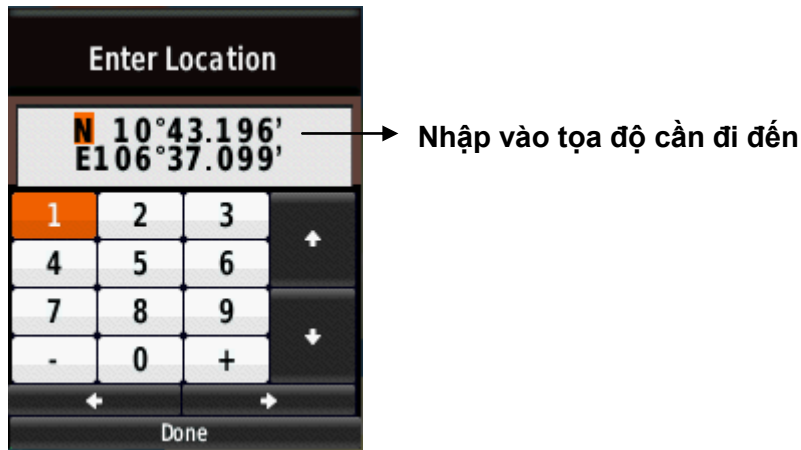 Enter Location
N 10°43.196'
E106°37.099'
Nhập vào tọa độ cần đi đến
1 2 3
4 5 6
7 8 9
- 0 +
Done